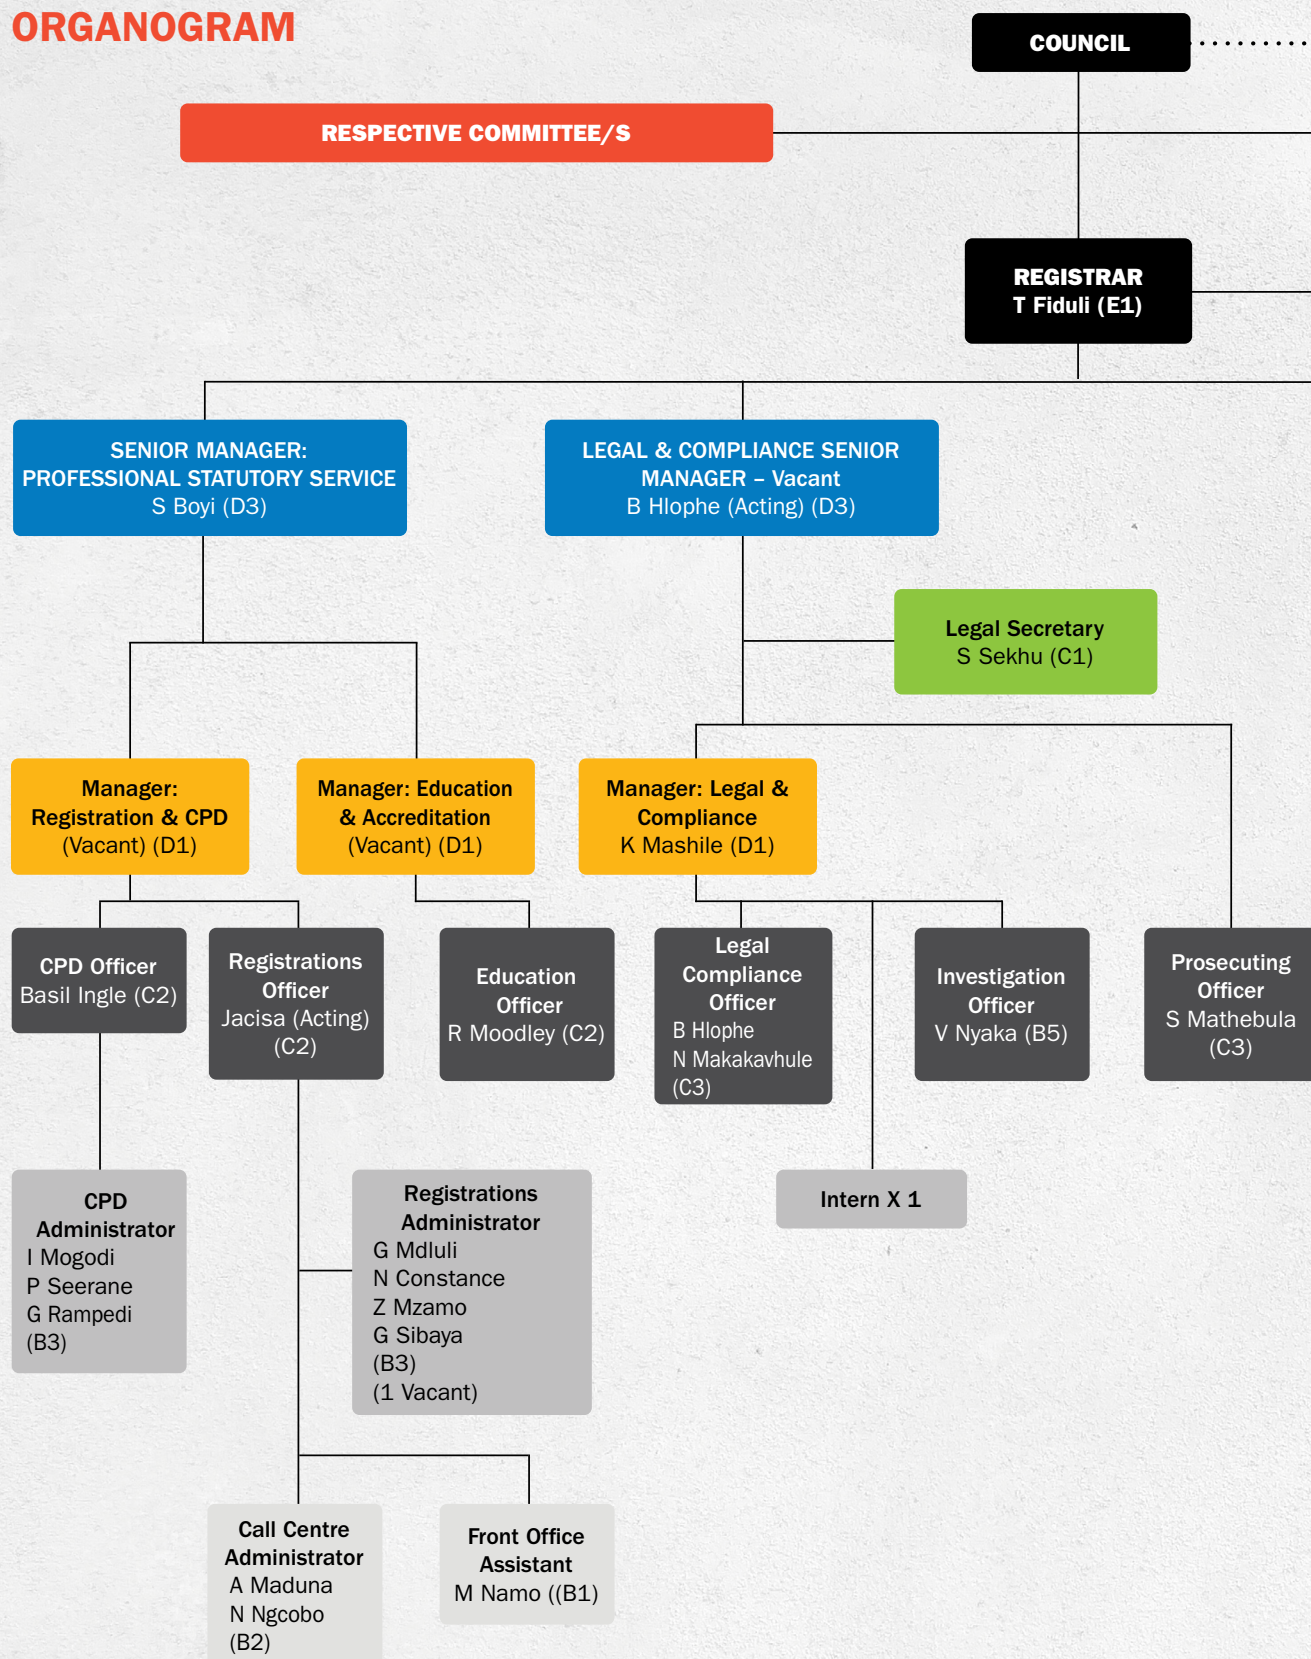 ORGANOGRAM
COUNCIL
RESPECTIVE COMMITTEE/S
REGISTRAR
T Fiduli (E1)
SENIOR MANAGER:
PROFESSIONAL STATUTORY SERVICE
S Boyi (D3)
LEGAL & COMPLIANCE SENIOR
MANAGER – Vacant
B Hlophe (Acting) (D3)
Legal Secretary
S Sekhu (C1)
Manager:
Registration & CPD
(Vacant) (D1)
Manager: Education
& Accreditation
(Vacant) (D1)
Manager: Legal &
Compliance
K Mashile (D1)
CPD Officer
Basil Ingle (C2)
Registrations
Officer
Jacisa (Acting)
(C2)
Education
Officer
R Moodley (C2)
Legal
Compliance
Officer
B Hlophe
N Makakavhule
(C3)
Investigation
Officer
V Nyaka (B5)
Prosecuting
Officer
S Mathebula
(C3)
CPD
Administrator
I Mogodi
P Seerane
G Rampedi
(B3)
Registrations
Administrator
G Mdluli
N Constance
Z Mzamo
G Sibaya
(B3)
(1 Vacant)
Intern X 1
Call Centre
Administrator
A Maduna
N Ngcobo
(B2)
Front Office
Assistant
M Namo ((B1)